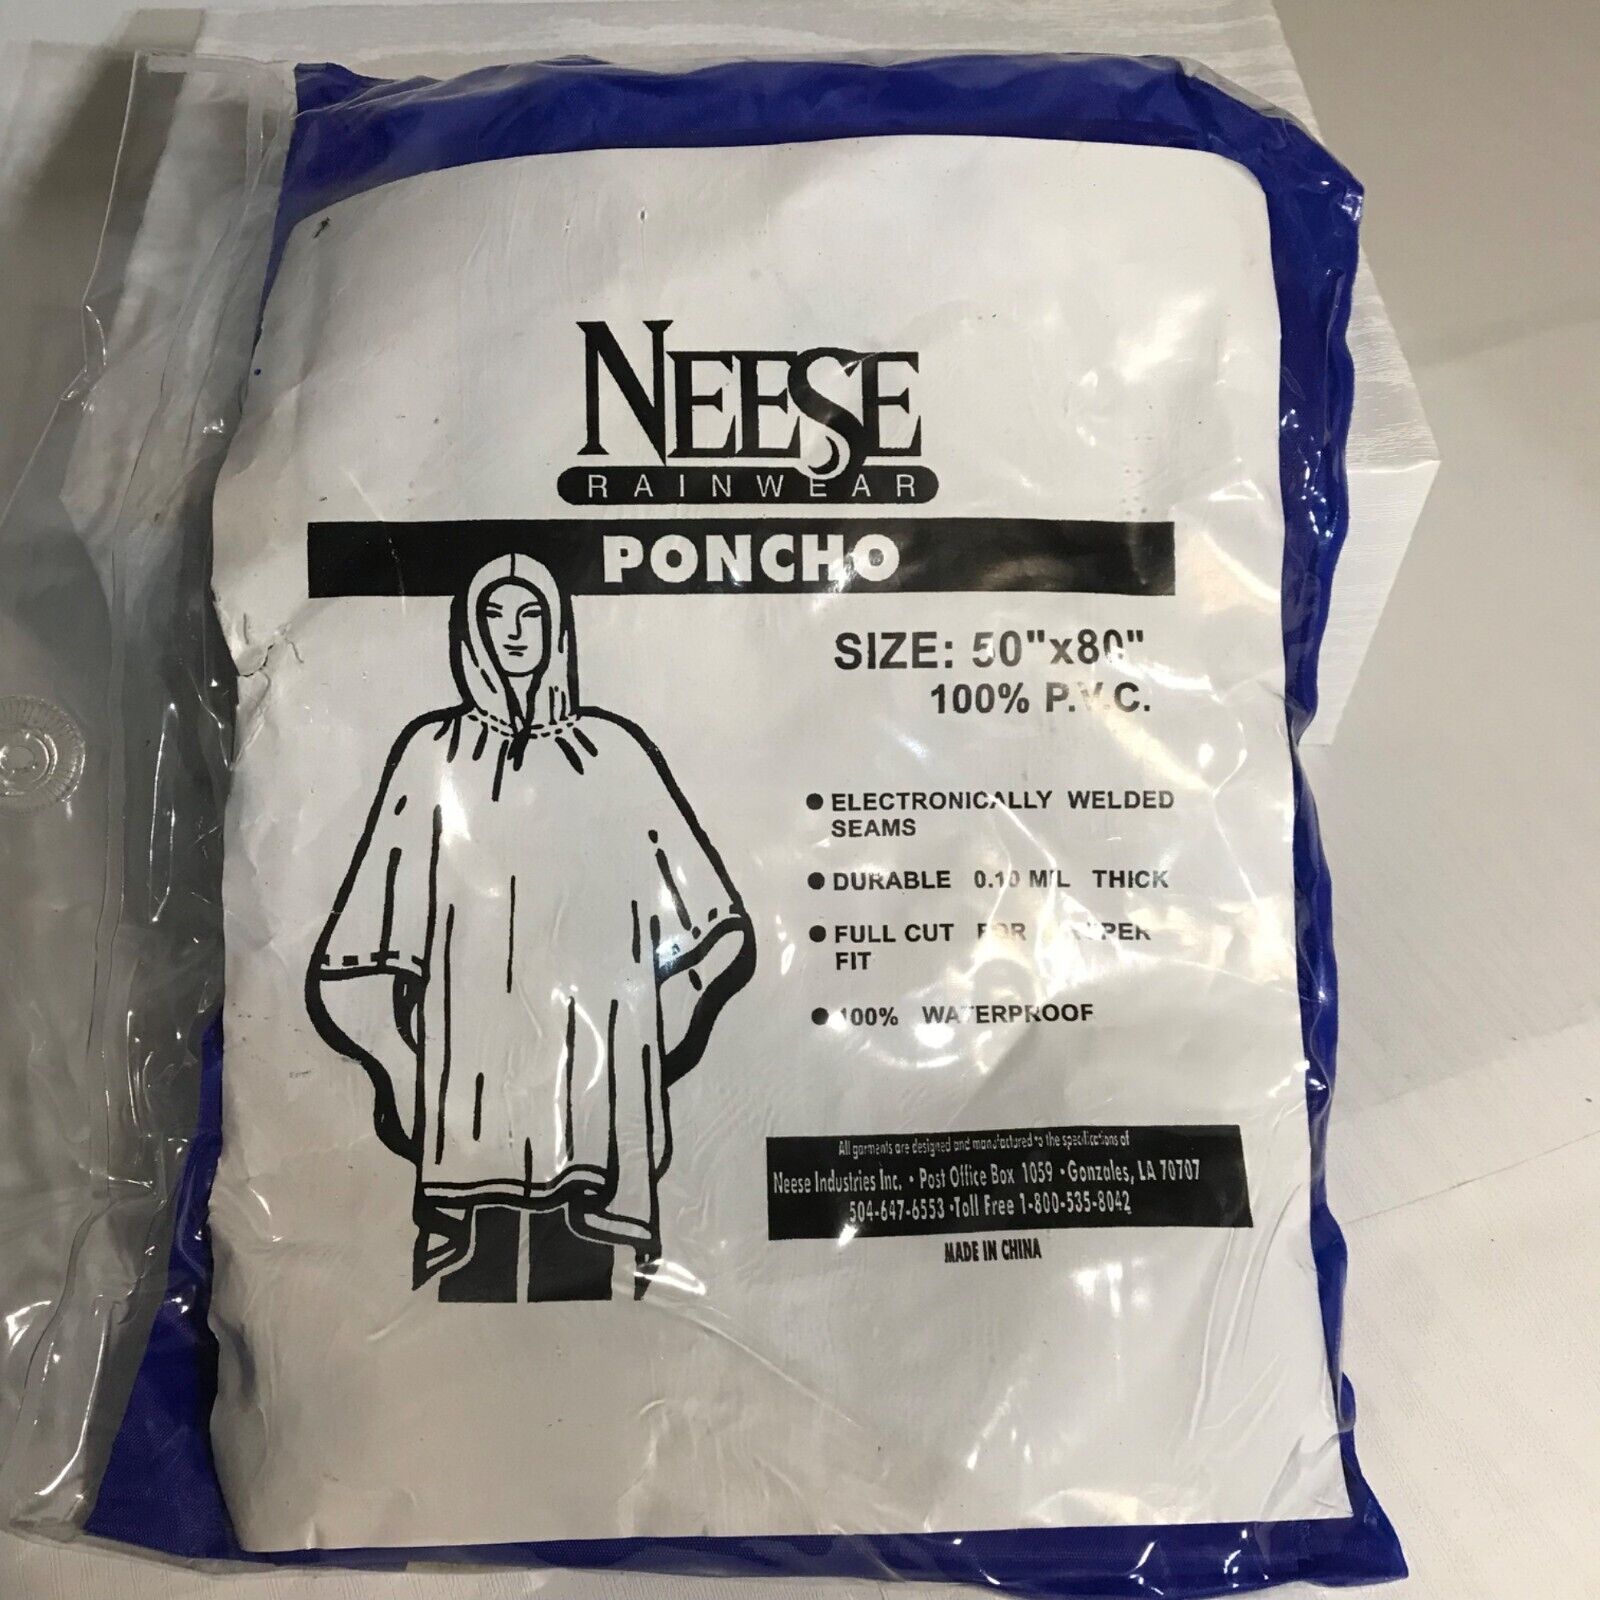 NEESE
RAINWEAR
PONCHO
SIZE: 50"x80"
100% P.V.C.
● ELECTRONICALLY WELDED
SEAMS
● DURABLE 0.10 MIL THICK
● FULL CUT FOR
FIT
● 100% WATERPROOF
All garments are designed and manufactured to the specifications of
Neese Industries Inc. • Post Office Box 1059 • Gonzales, LA 70707
504-647-6553 • Toll Free 1-800-535-8042
MADE IN CHINA